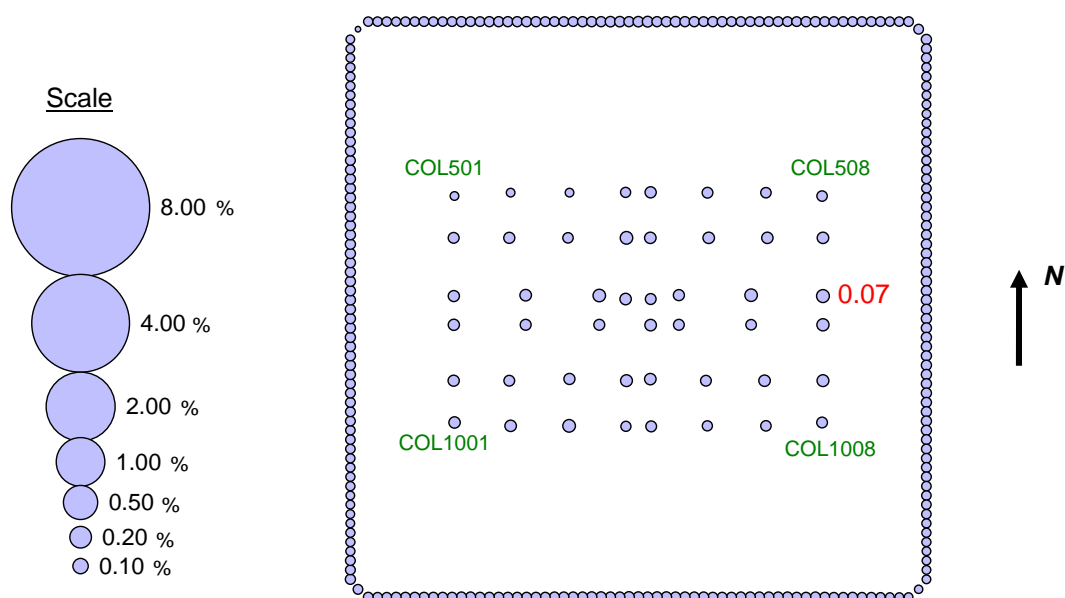 Scale
8.00 %
4.00 %
2.00 %
1.00 %
0.50 %
0.20 %
0.10 %
COL501
COL508
0.07
COL1001
COL1008
N